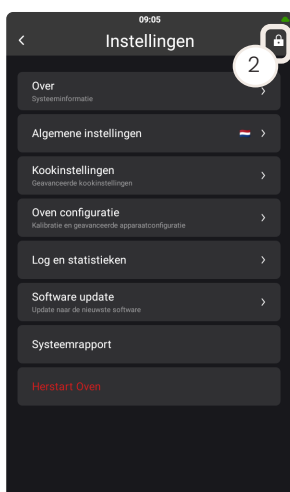 09:05
Instellingen
2
Over
Systeeminformatie
Algemene instellingen
Kookinstellingen
Geavanceerde kookinstellingen
Oven configuratie
Kalibratie en geavanceerde apparaatconfiguratie
Log en statistieken
Software update
Update naar de nieuwste software
Systeemrapport
Herstart Oven